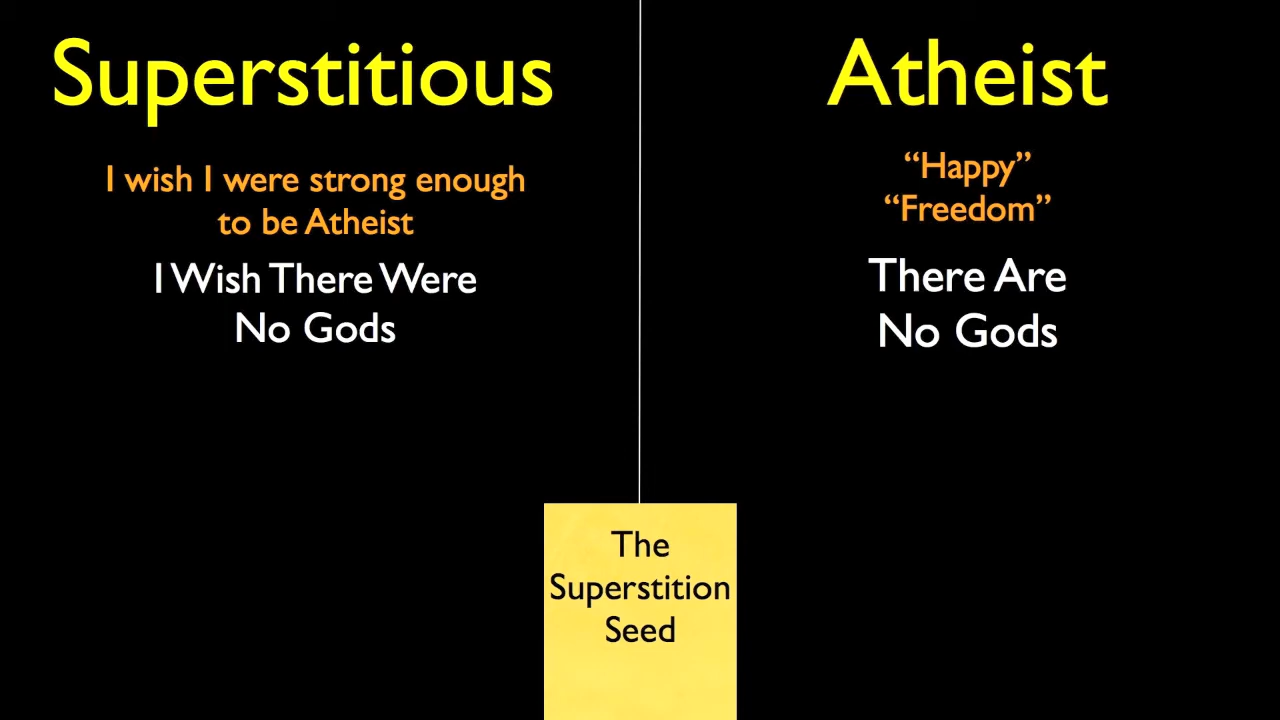 Superstitious
I wish I were strong enough
to be Atheist
I Wish There Were
No Gods
Atheist
“Happy”
“Freedom”
There Are
No Gods
The
Superstition
Seed